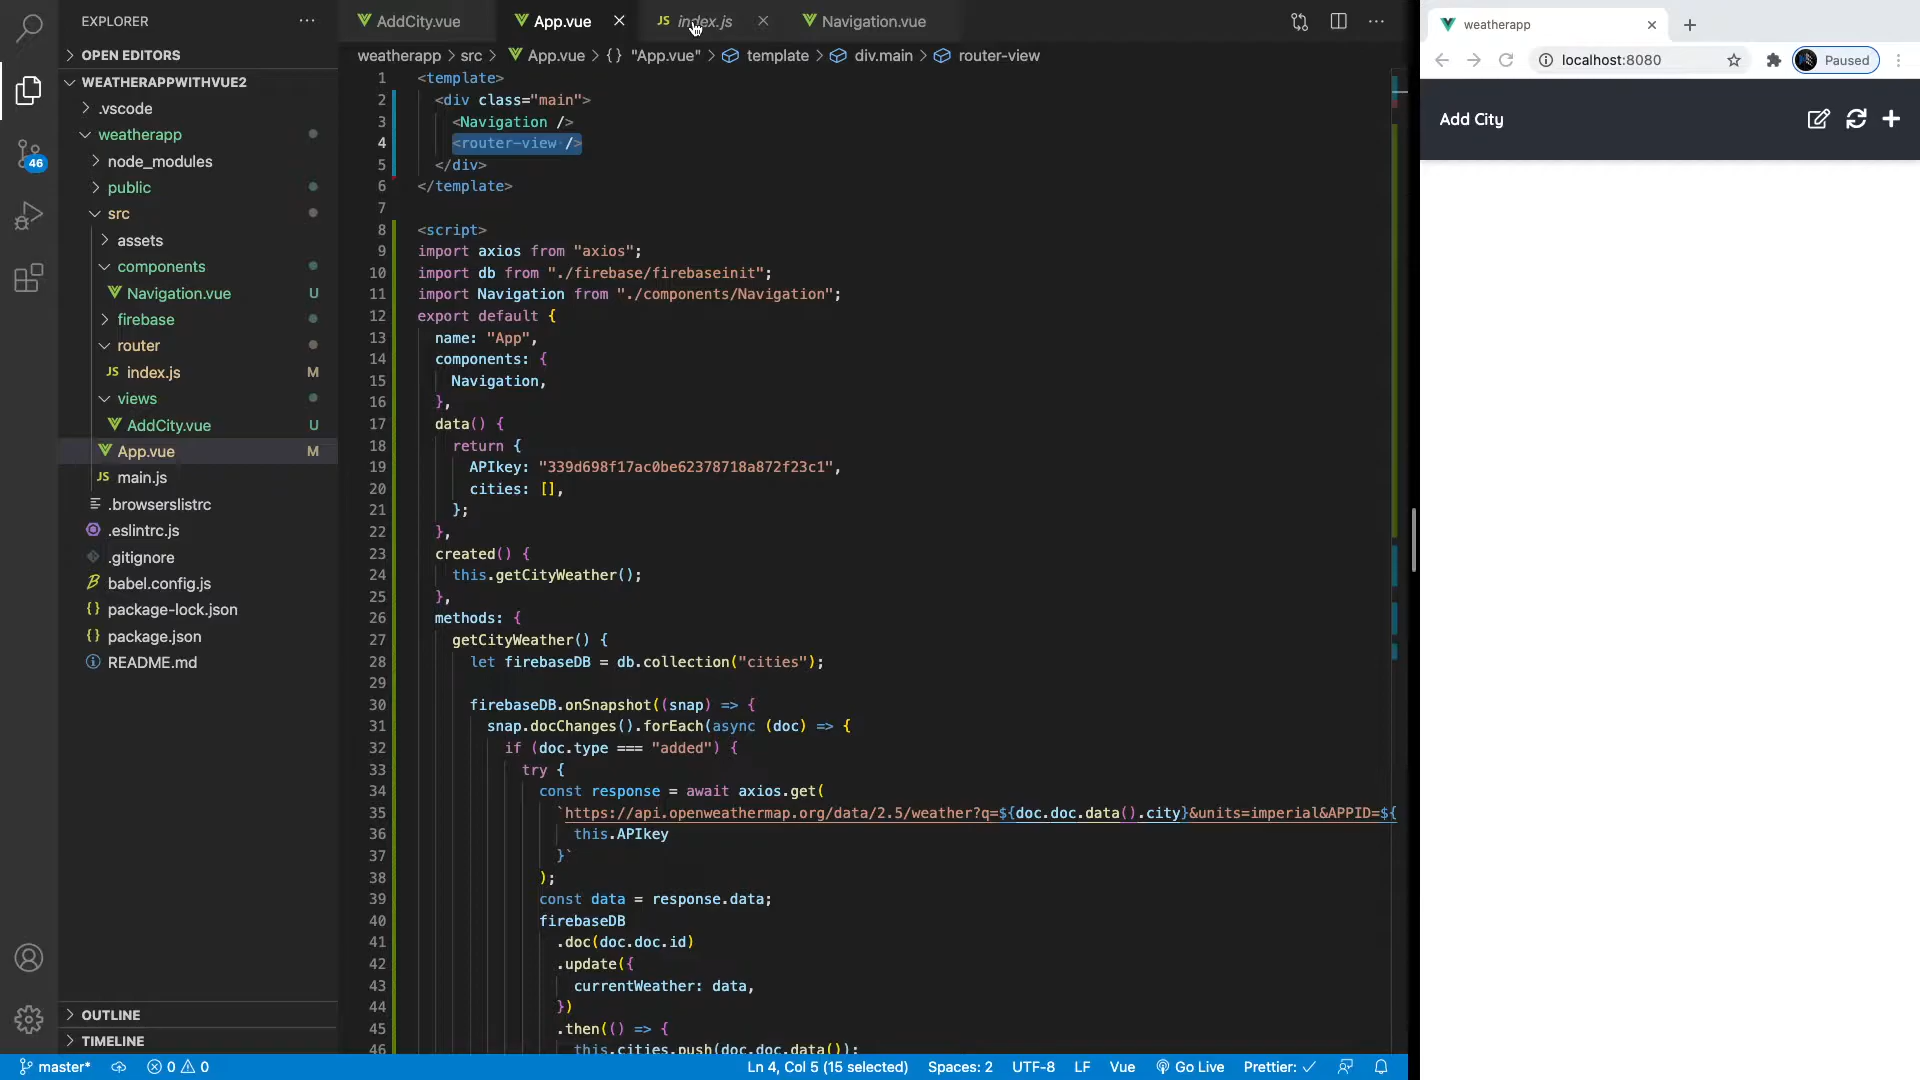 EXPLORER
OPEN EDITORS
WEATHERAPPWITHVUE2
.vscode
weatherapp
node_modules
public
src
assets
components
Navigation.vue U
firebase
router
JS index.js M
views
AddCity.vue U
App.vue M
JS main.js
.browserslistrc
.eslintrc.js
.gitignore
babel.config.js
{} package-lock.json
{} package.json
README.md
OUTLINE
TIMELINE
46
AddCity.vue
App.vue
JS index.js
Navigation.vue
weatherapp > src > App.vue > {} "App.vue" > template > div.main > router-view
1 <template>
2 <div class="main">
3 <Navigation />
4 <router-view />
5 </div>
6 </template>
7
8 <script>
9 import axios from "axios";
10 import db from "./firebase/firebaseinit";
11 import Navigation from "./components/Navigation";
12 export default {
13 name: "App",
14 components: {
15 Navigation,
16 },
17 data() {
18 return {
19 APIkey: "339d698f17ac0be62378718a872f23c1",
20 cities: [],
21 };
22 },
23 created() {
24 this.getCityWeather();
25 },
26 methods: {
27 getCityWeather() {
28 let firebaseDB = db.collection("cities");
29
30 firebaseDB.onSnapshot((snap) => {
31 snap.docChanges().forEach(async (doc) => {
32 if (doc.type === "added") {
33 try {
34 const response = await axios.get(
35 `https://api.openweathermap.org/data/2.5/weather?q=${doc.doc.data().city}&units=imperial&APPID=${
36 this.APIkey
37 }`
38 );
39 const data = response.data;
40 firebaseDB
41 .doc(doc.doc.id)
42 .update({
43 currentWeather: data,
44 })
45 .then(() => {
46 this.cities.push(doc.doc.data());
master* 0 0 Ln 4, Col 5 (15 selected) Spaces: 2 UTF-8 LF Vue Go Live Prettier: ✓
weatherapp
localhost:8080
Paused
Add City